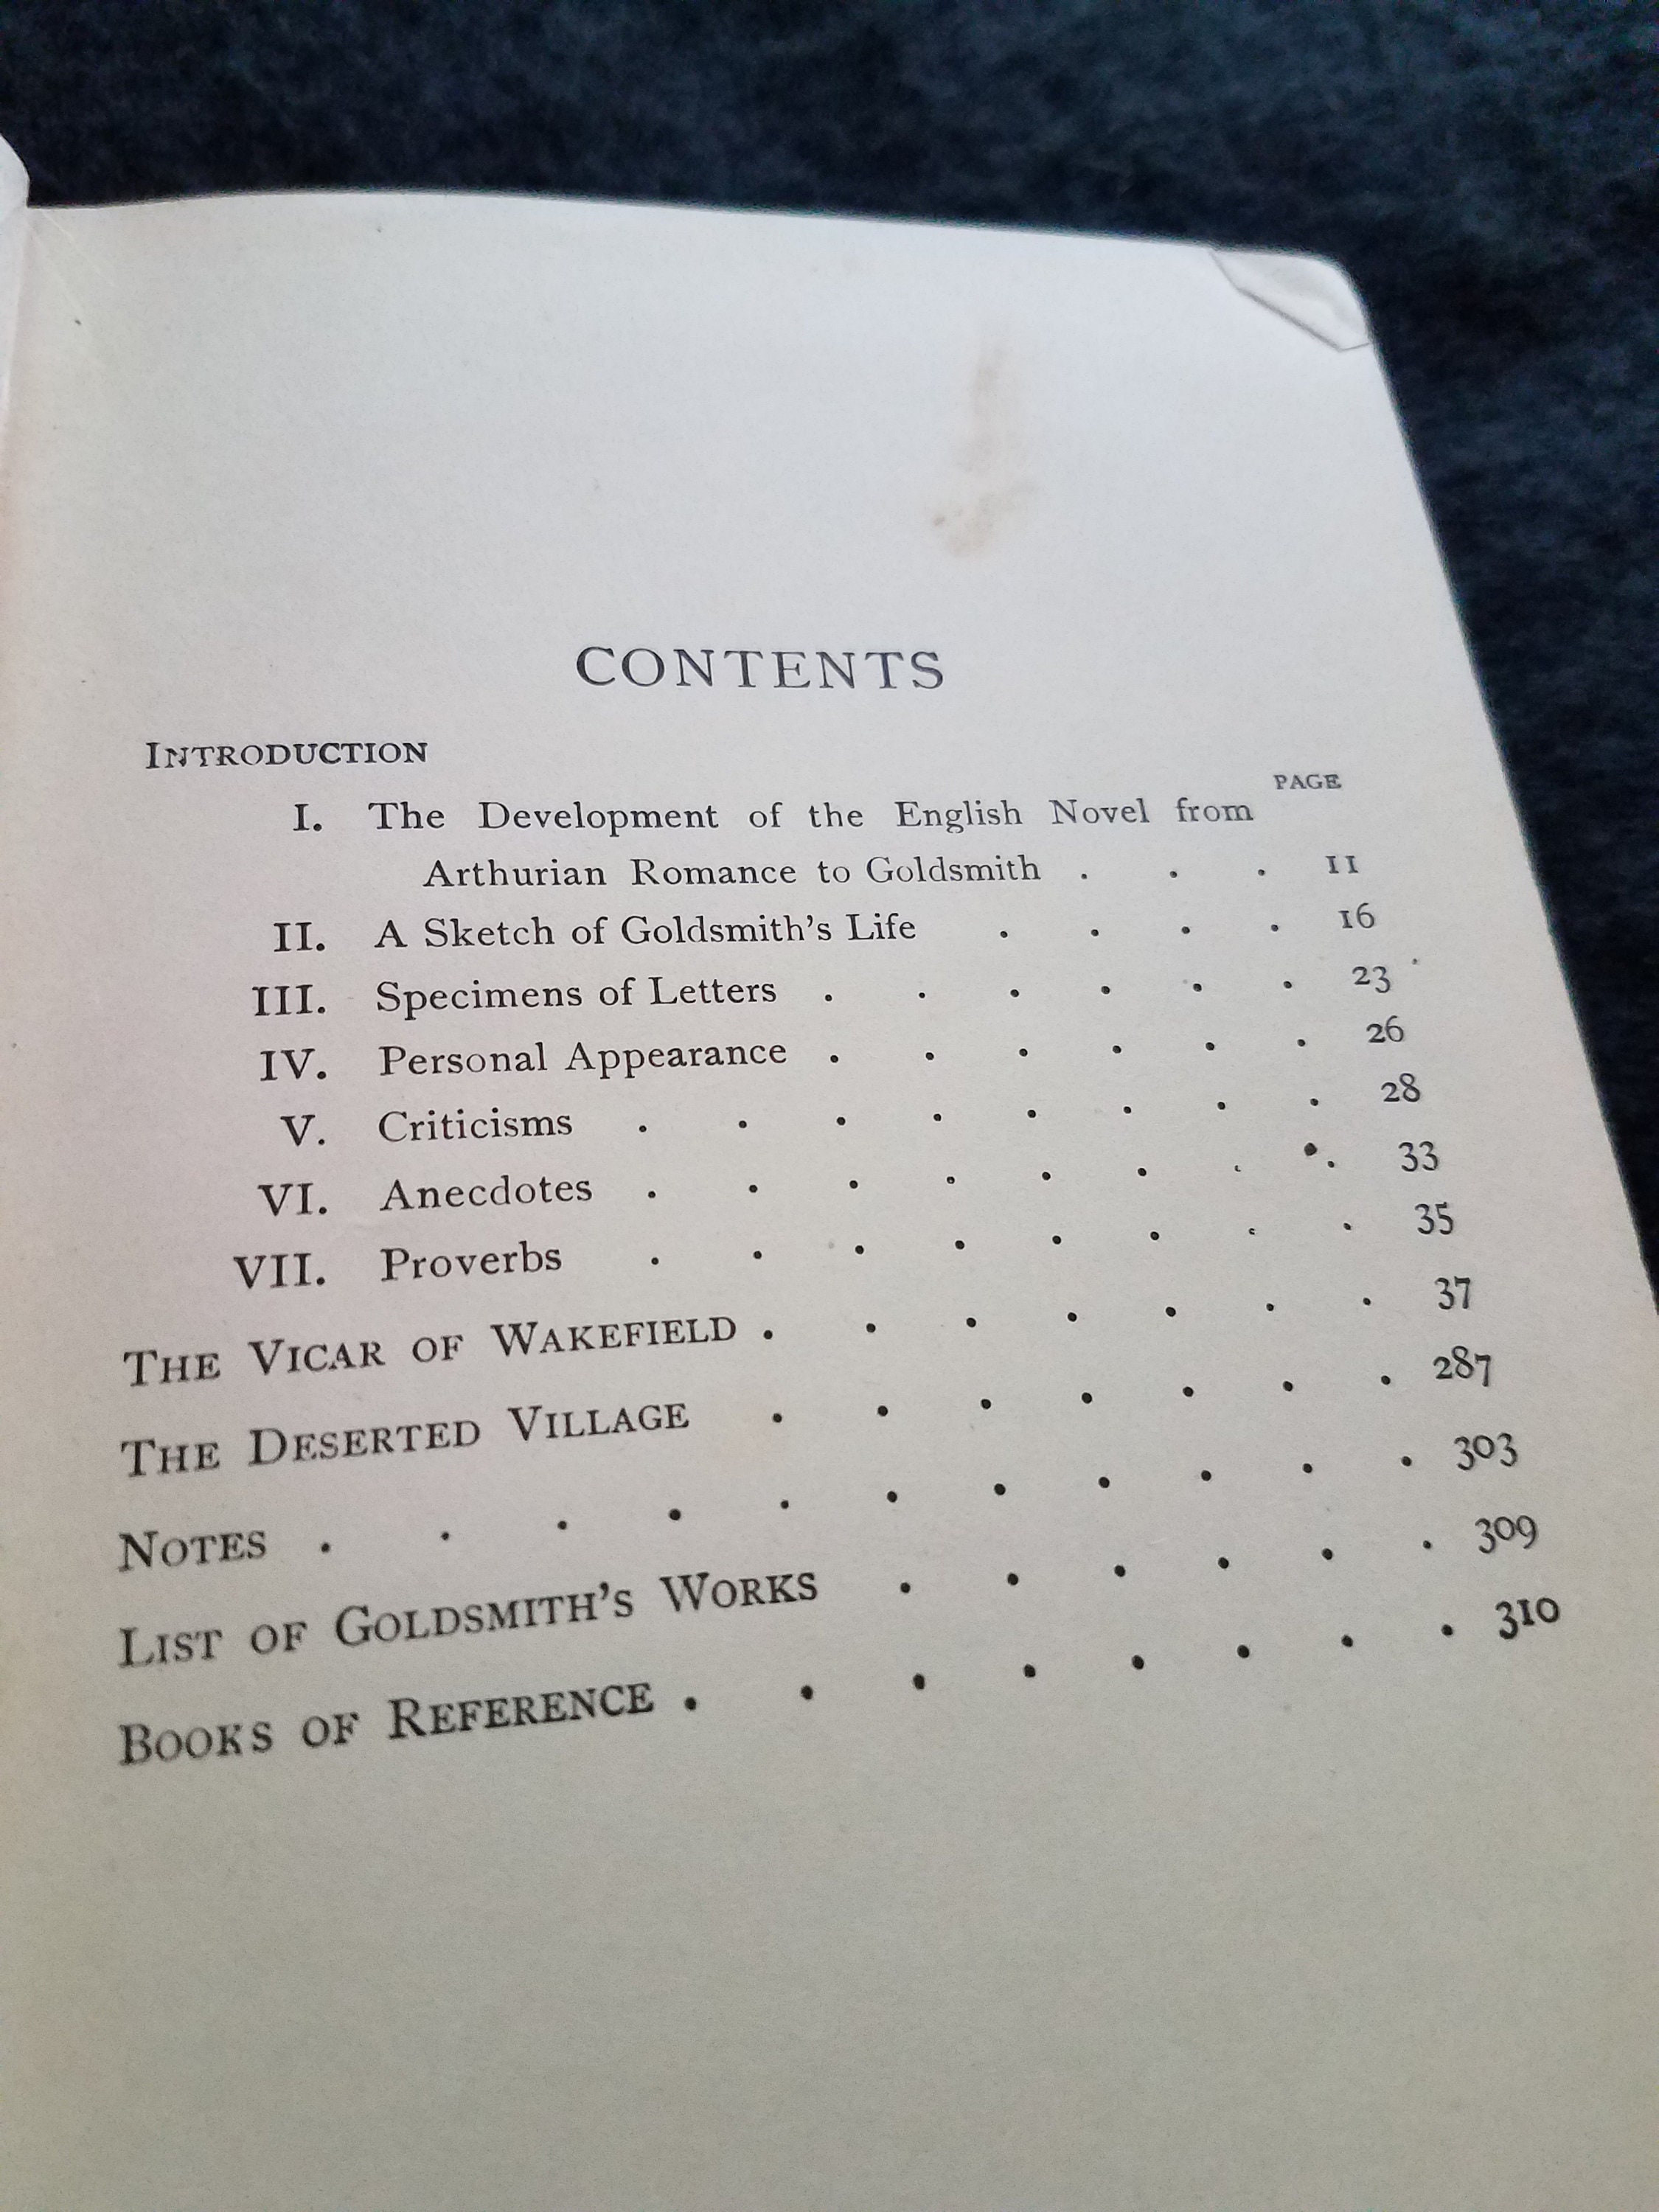 CONTENTS
INTRODUCTION
PAGE
I. The Development of the English Novel from
Arthurian Romance to Goldsmith . . . 11
II. A Sketch of Goldsmith's Life . . . . 16
III. Specimens of Letters . . . . . . 23
IV. Personal Appearance . . . . . . 26
V. Criticisms . . . . . . . . 28
VI. Anecdotes . . . . . . . . 33
VII. Proverbs . . . . . . . . 35
THE VICAR OF WAKEFIELD . . . . . . . 37
THE DESERTED VILLAGE . . . . . . . 287
NOTES . . . . . . . . . . . 303
LIST OF GOLDSMITH'S WORKS . . . . . . 309
BOOKS OF REFERENCE . . . . . . . . 310